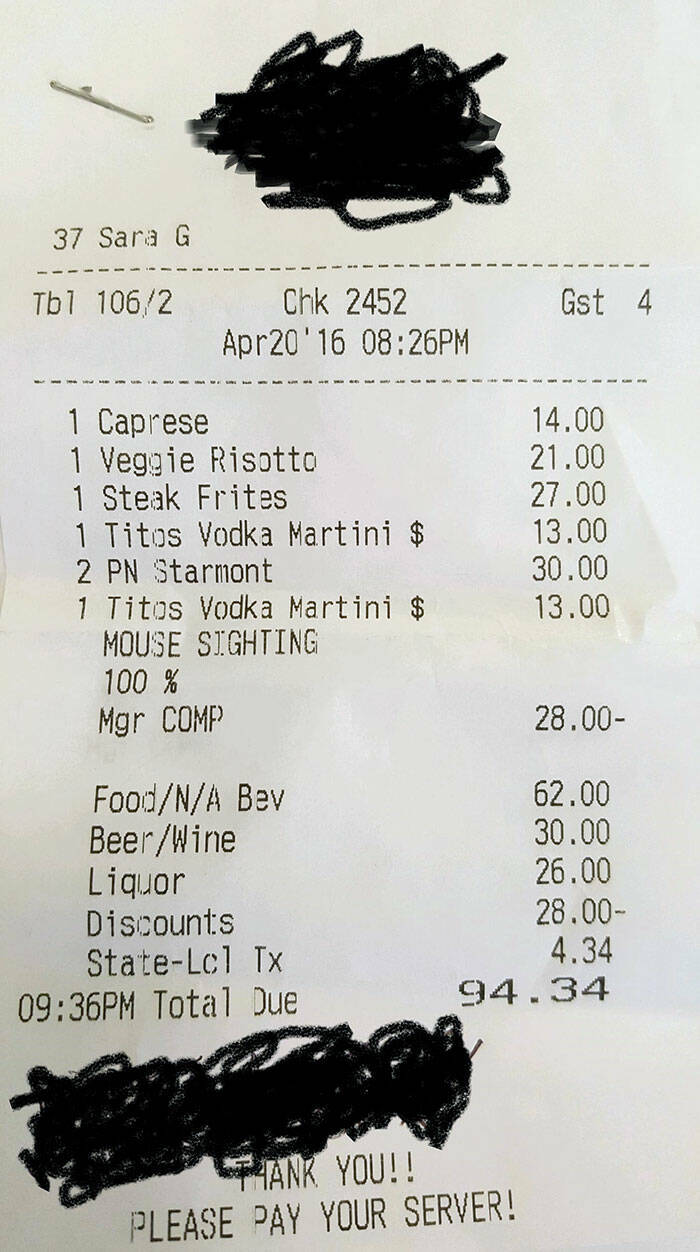 37 Sara G
Tbl 106/2 Chk 2452 Gst 4
Apr20'16 08:26PM
1 Caprese 14.00
1 Veggie Risotto 21.00
1 Steak Frites 27.00
1 Titos Vodka Martini $ 13.00
2 PN Starmont 30.00
1 Titos Vodka Martini $ 13.00
MOUSE SIGHTING
100 %
Mgr COMP 28.00-
Food/N/A Bev 62.00
Beer/Wine 30.00
Liquor 26.00
Discounts 28.00-
State-Lcl Tx 4.34
09:36PM Total Due 94.34
THANK YOU!!
PLEASE PAY YOUR SERVER!